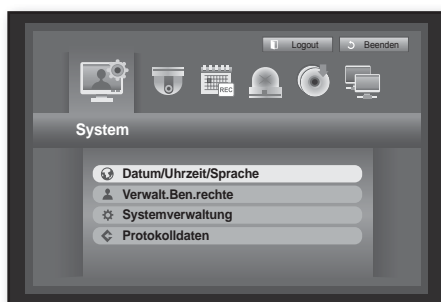 Logout Beenden
REC
System
Datum/Uhrzeit/Sprache
Verwalt.Ben.rechte
Systemverwaltung
Protokolldaten